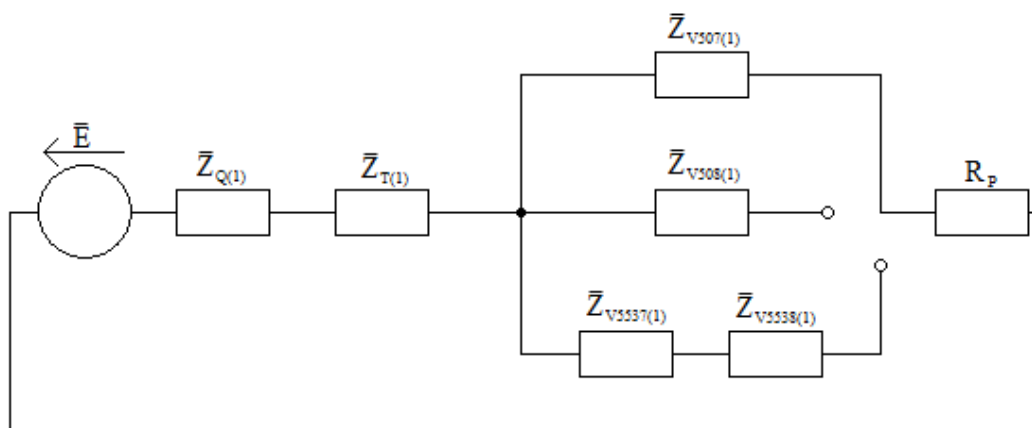 Z̄V507(1)
Ē
Z̄Q(1)
Z̄T(1)
Z̄V508(1)
RP
Z̄V5537(1)
Z̄V5538(1)